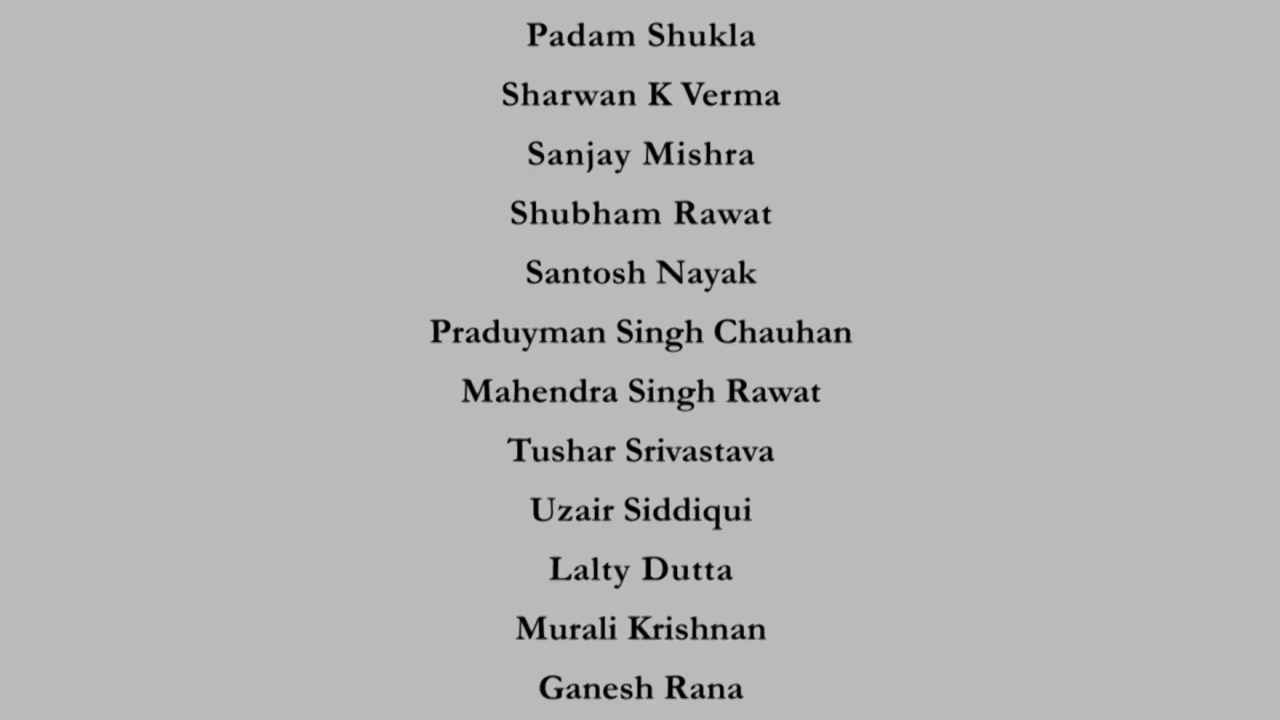 Padam Shukla
Sharwan K Verma
Sanjay Mishra
Shubham Rawat
Santosh Nayak
Praduyman Singh Chauhan
Mahendra Singh Rawat
Tushar Srivastava
Uzair Siddiqui
Lalty Dutta
Murali Krishnan
Ganesh Rana